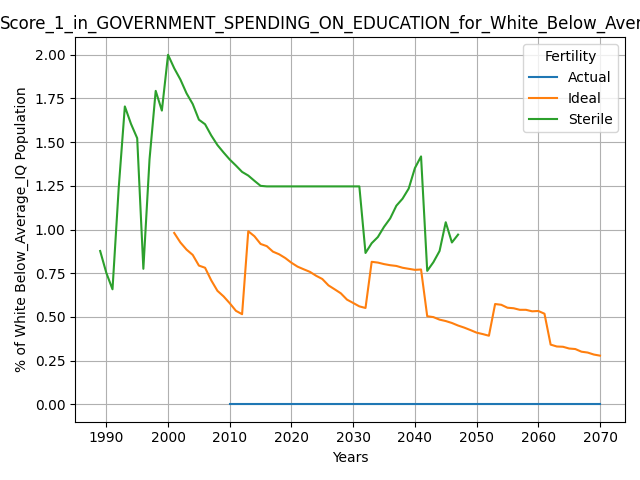 Score_1_in_GOVERNMENT_SPENDING_ON_EDUCATION_for_White_Below_Aver
Fertility
Actual
Ideal
Sterile
% of White Below_Average_IQ Population
2.00
1.75
1.50
1.25
1.00
0.75
0.50
0.25
0.00
1990 2000 2010 2020 2030 2040 2050 2060 2070
Years